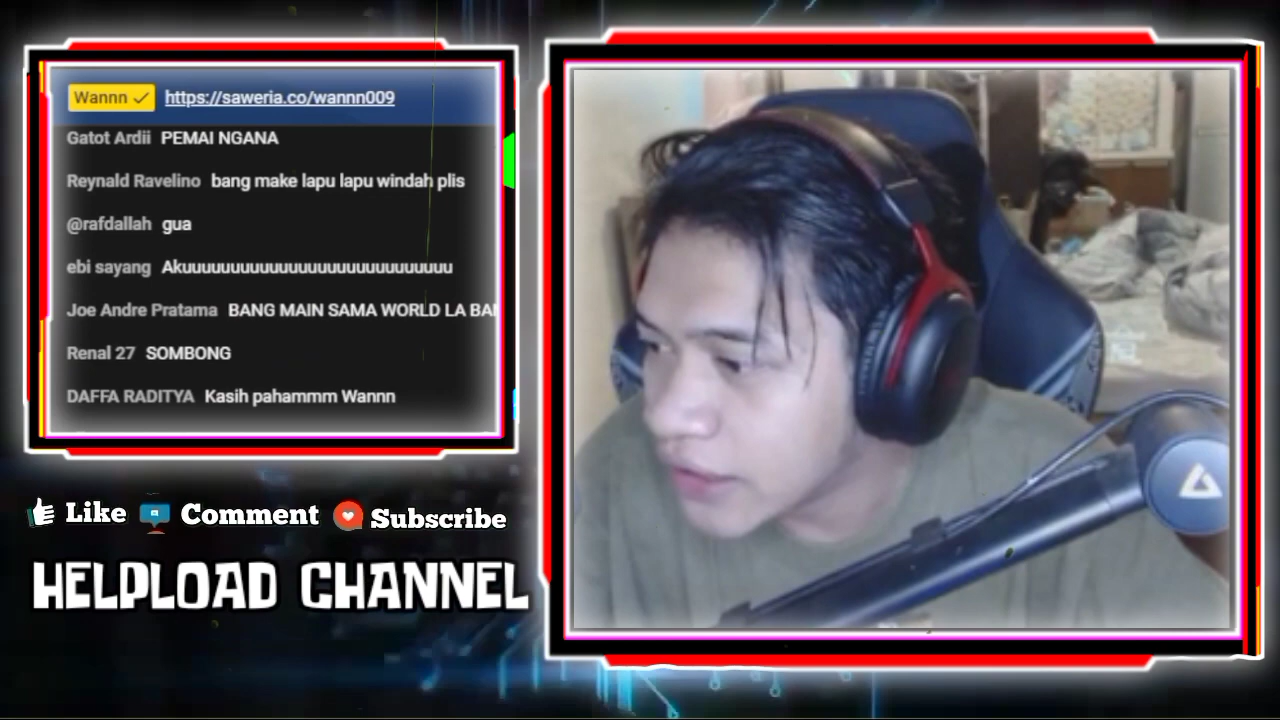 Wannn https://saweria.co/wannn009
Gatot Ardii PEMAI NGANA
Reynald Ravelino bang make lapu lapu windah plis
@rafdallah gua
ebi sayang Akuuuuuuuuuuuuuuuuuuuuuuuuuuuu
Joe Andre Pratama BANG MAIN SAMA WORLD LA BA
Renal 27 SOMBONG
DAFFA RADITYA Kasih pahammm Wannn
Like Comment Subscribe
HELPLOAD CHANNEL